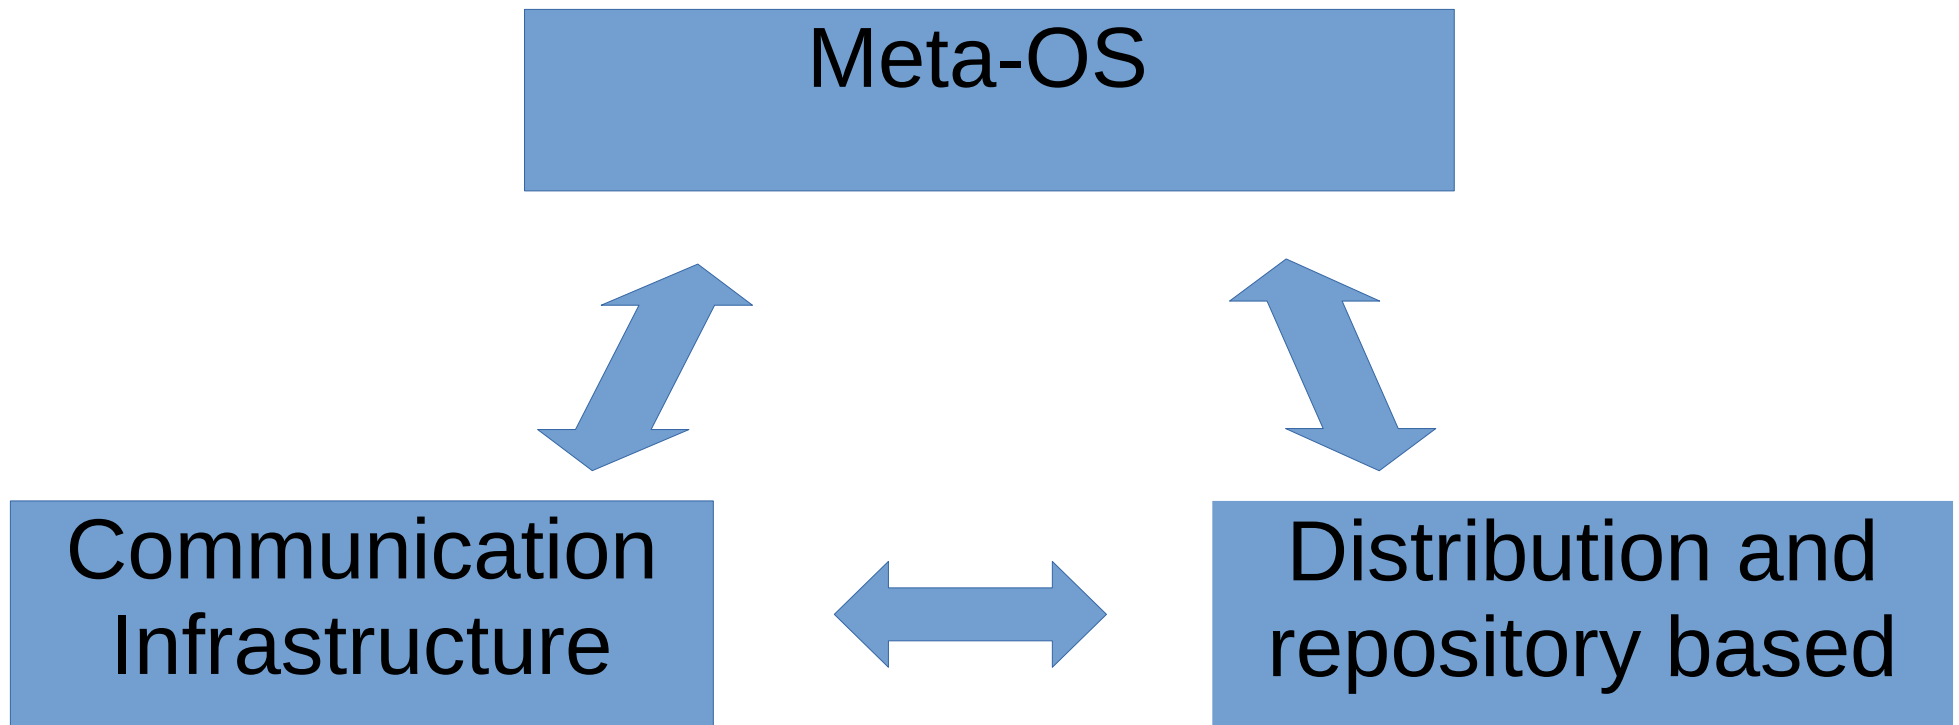 Meta-OS
Communication
Infrastructure
Distribution and
repository based